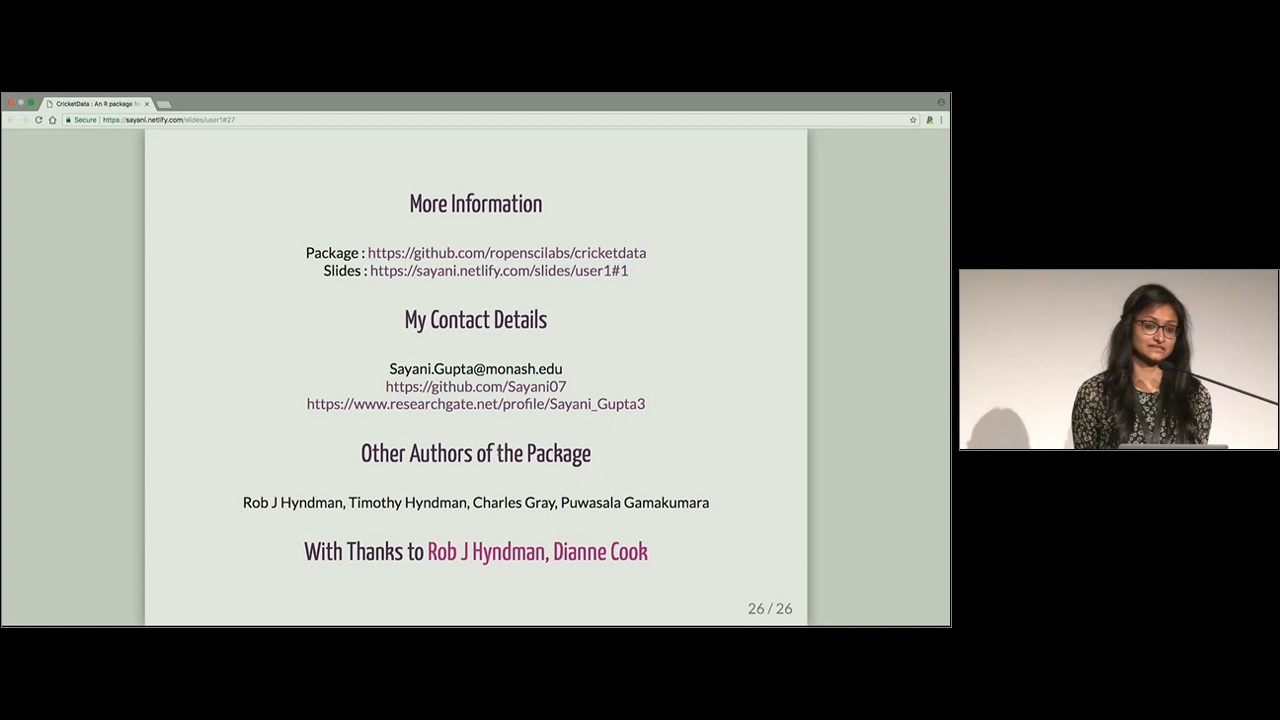 CricketData : An R package fo
Secure https://sayani.netlify.com/slides/user1#27
More Information
Package : https://github.com/ropenscilabs/cricketdata
Slides : https://sayani.netlify.com/slides/user1#1
My Contact Details
Sayani.Gupta@monash.edu
https://github.com/Sayani07
https://www.researchgate.net/profile/Sayani_Gupta3
Other Authors of the Package
Rob J Hyndman, Timothy Hyndman, Charles Gray, Puwasala Gamakumara
With Thanks to Rob J Hyndman, Dianne Cook
26 / 26